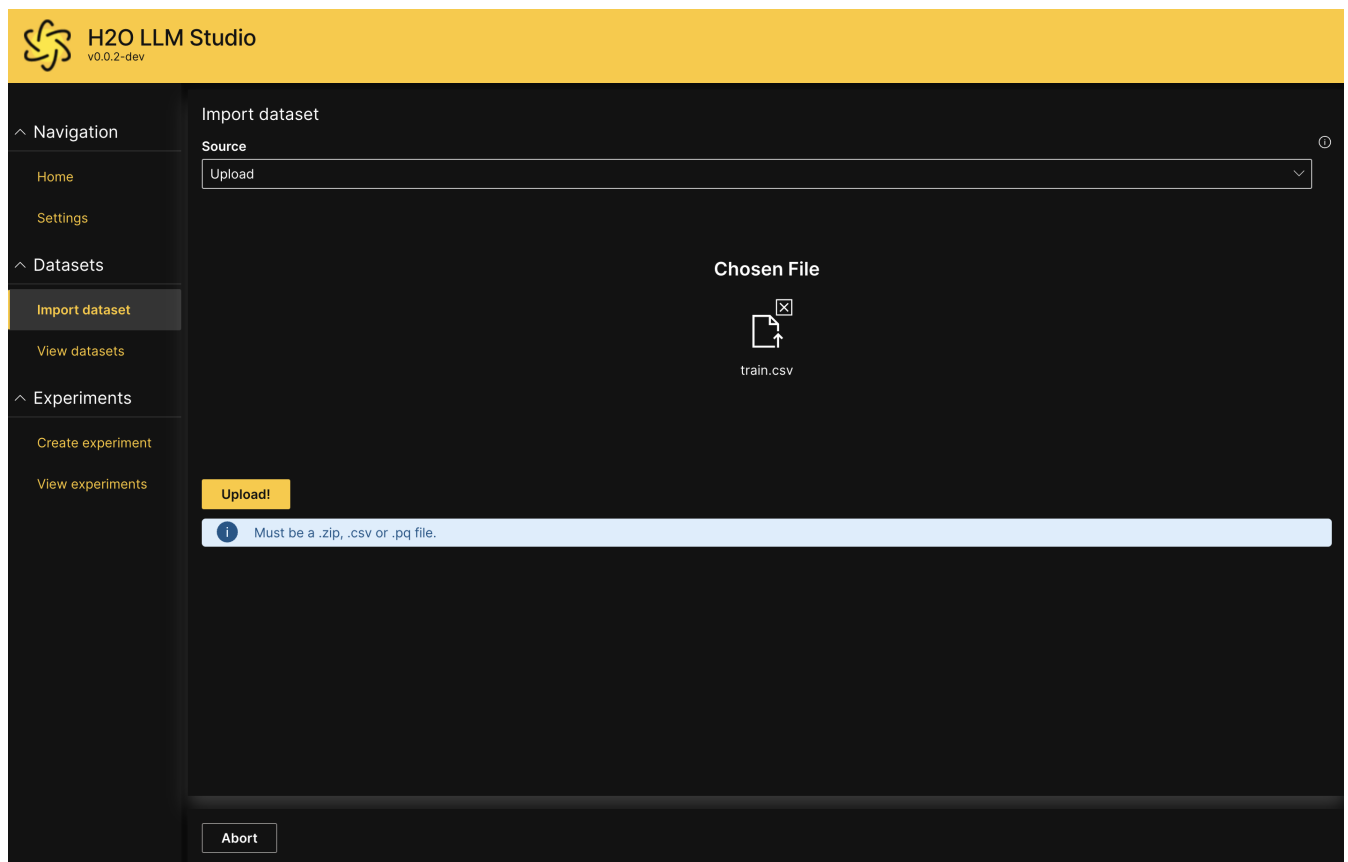 H2O LLM Studio
v0.0.2-dev
Navigation
Home
Settings
Datasets
Import dataset
View datasets
Experiments
Create experiment
View experiments
Import dataset
Source
Upload
Chosen File
train.csv
Upload!
Must be a .zip, .csv or .pq file.
Abort